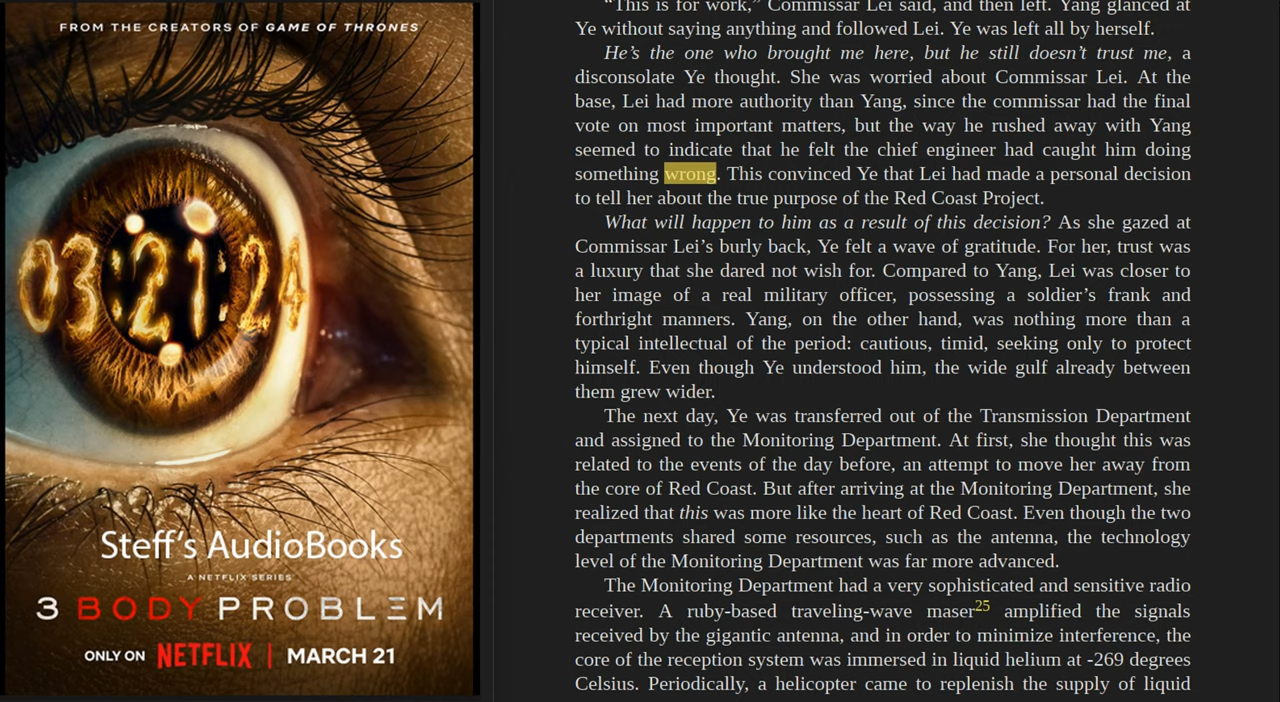 FROM THE CREATORS OF GAME OF THRONES
03:21:24
Steff's AudioBooks
A NETFLIX SERIES
3 BODY PROBLEM
ONLY ON NETFLIX | MARCH 21
“This is for work,” Commissar Lei said, and then left. Yang glanced at
Ye without saying anything and followed Lei. Ye was left all by herself.
He’s the one who brought me here, but he still doesn’t trust me, a
disconsolate Ye thought. She was worried about Commissar Lei. At the
base, Lei had more authority than Yang, since the commissar had the final
vote on most important matters, but the way he rushed away with Yang
seemed to indicate that he felt the chief engineer had caught him doing
something wrong. This convinced Ye that Lei had made a personal decision
to tell her about the true purpose of the Red Coast Project.
What will happen to him as a result of this decision? As she gazed at
Commissar Lei’s burly back, Ye felt a wave of gratitude. For her, trust was
a luxury that she dared not wish for. Compared to Yang, Lei was closer to
her image of a real military officer, possessing a soldier’s frank and
forthright manners. Yang, on the other hand, was nothing more than a
typical intellectual of the period: cautious, timid, seeking only to protect
himself. Even though Ye understood him, the wide gulf already between
them grew wider.
The next day, Ye was transferred out of the Transmission Department
and assigned to the Monitoring Department. At first, she thought this was
related to the events of the day before, an attempt to move her away from
the core of Red Coast. But after arriving at the Monitoring Department, she
realized that this was more like the heart of Red Coast. Even though the two
departments shared some resources, such as the antenna, the technology
level of the Monitoring Department was far more advanced.
The Monitoring Department had a very sophisticated and sensitive radio
receiver. A ruby-based traveling-wave maser25 amplified the signals
received by the gigantic antenna, and in order to minimize interference, the
core of the reception system was immersed in liquid helium at -269 degrees
Celsius. Periodically, a helicopter came to replenish the supply of liquid